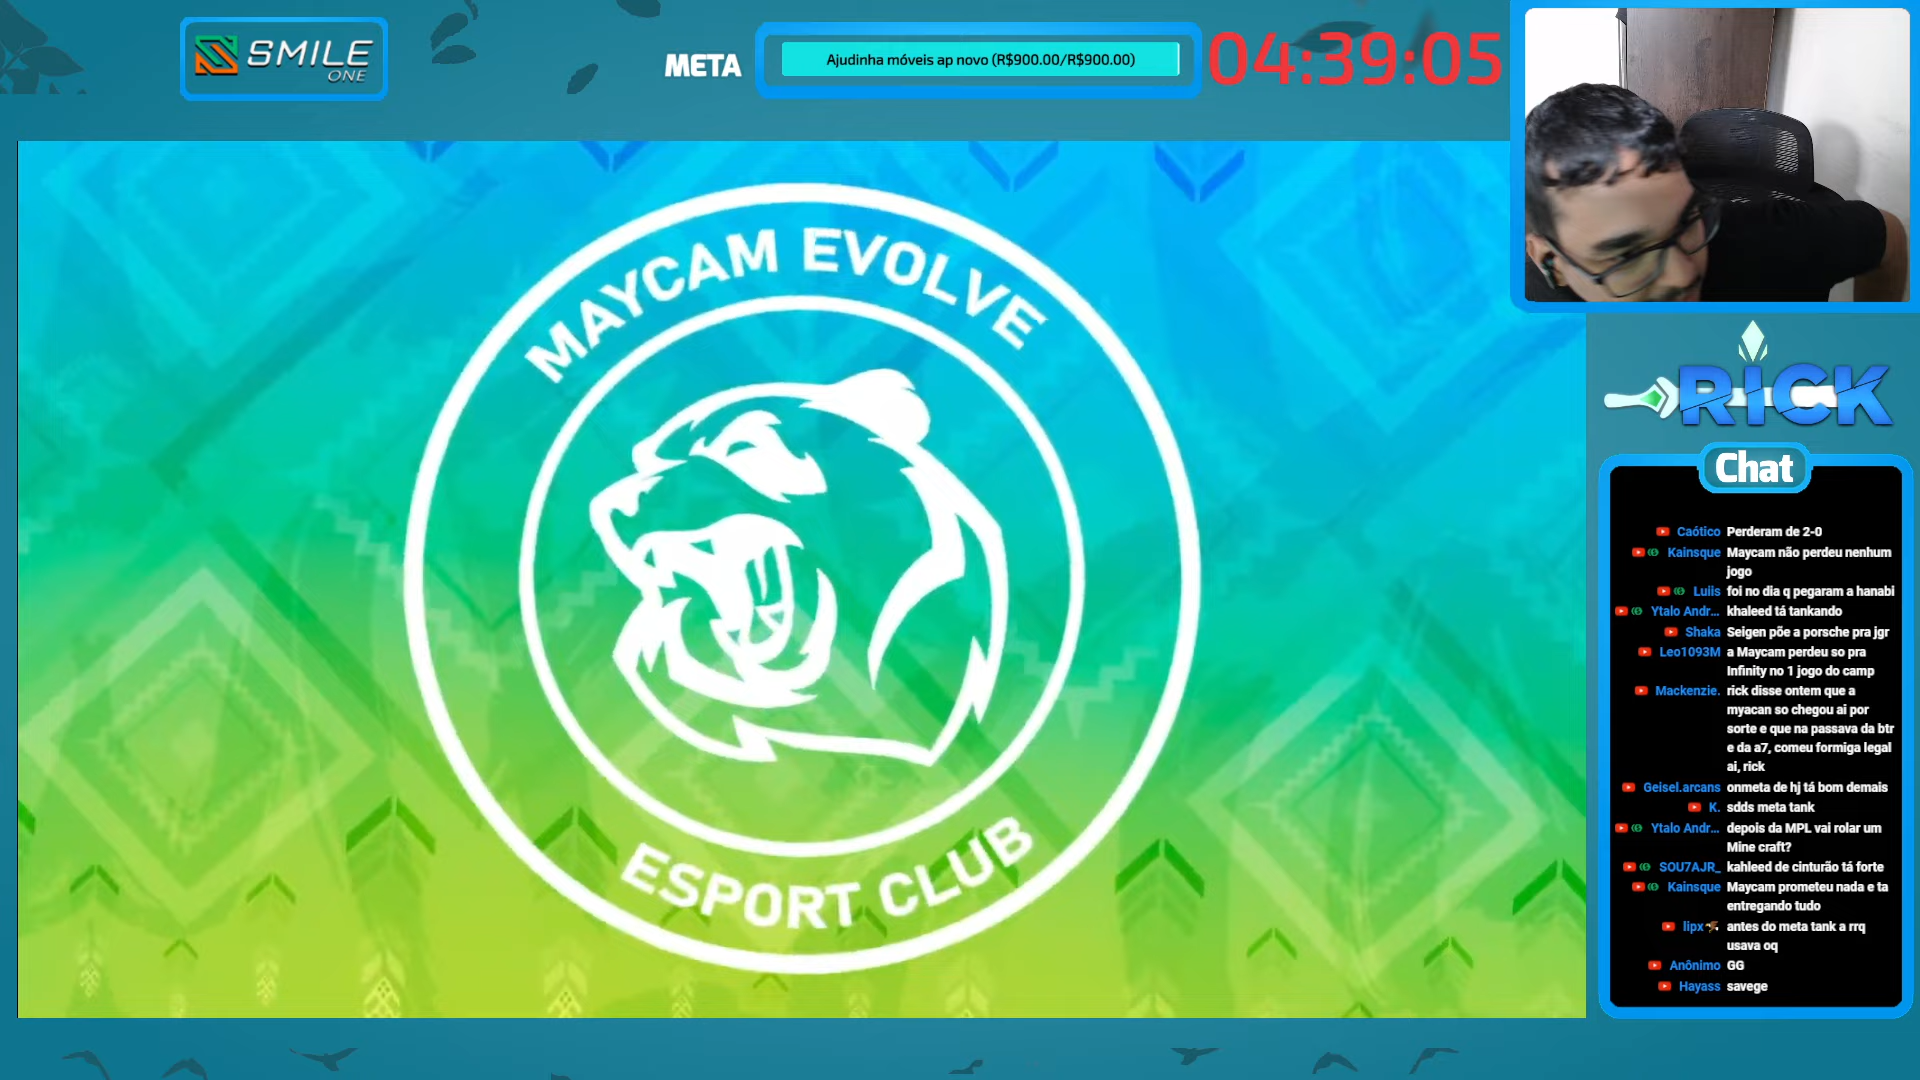 SMILE
ONE
META
Ajudinha móveis ap novo (R$900.00/R$900.00)
04:39:05
MAYCAM EVOLVE
ESPORT CLUB
RICK
Chat
Caótico Perderam de 2-0
Kainsque Maycam não perdeu nenhum
jogo
Luiis foi no dia q pegaram a hanabi
Ytalo Andr... khaleed tá tankando
Shaka Seigen põe a porsche pra jgr
Leo1093M a Maycam perdeu so pra
Infinity no 1 jogo do camp
Mackenzie. rick disse ontem que a
myacan so chegou ai por
sorte e que na passava da btr
e da a7, comeu formiga legal
ai, rick
Geisel.arcans onmeta de hj tá bom demais
K. sdds meta tank
Ytalo Andr... depois da MPL vai rolar um
Mine craft?
SOU7AJR_ kahleed de cinturão tá forte
Kainsque Maycam prometeu nada e ta
entregando tudo
lipx antes do meta tank a rrq
usava oq
Anônimo GG
Hayass savege